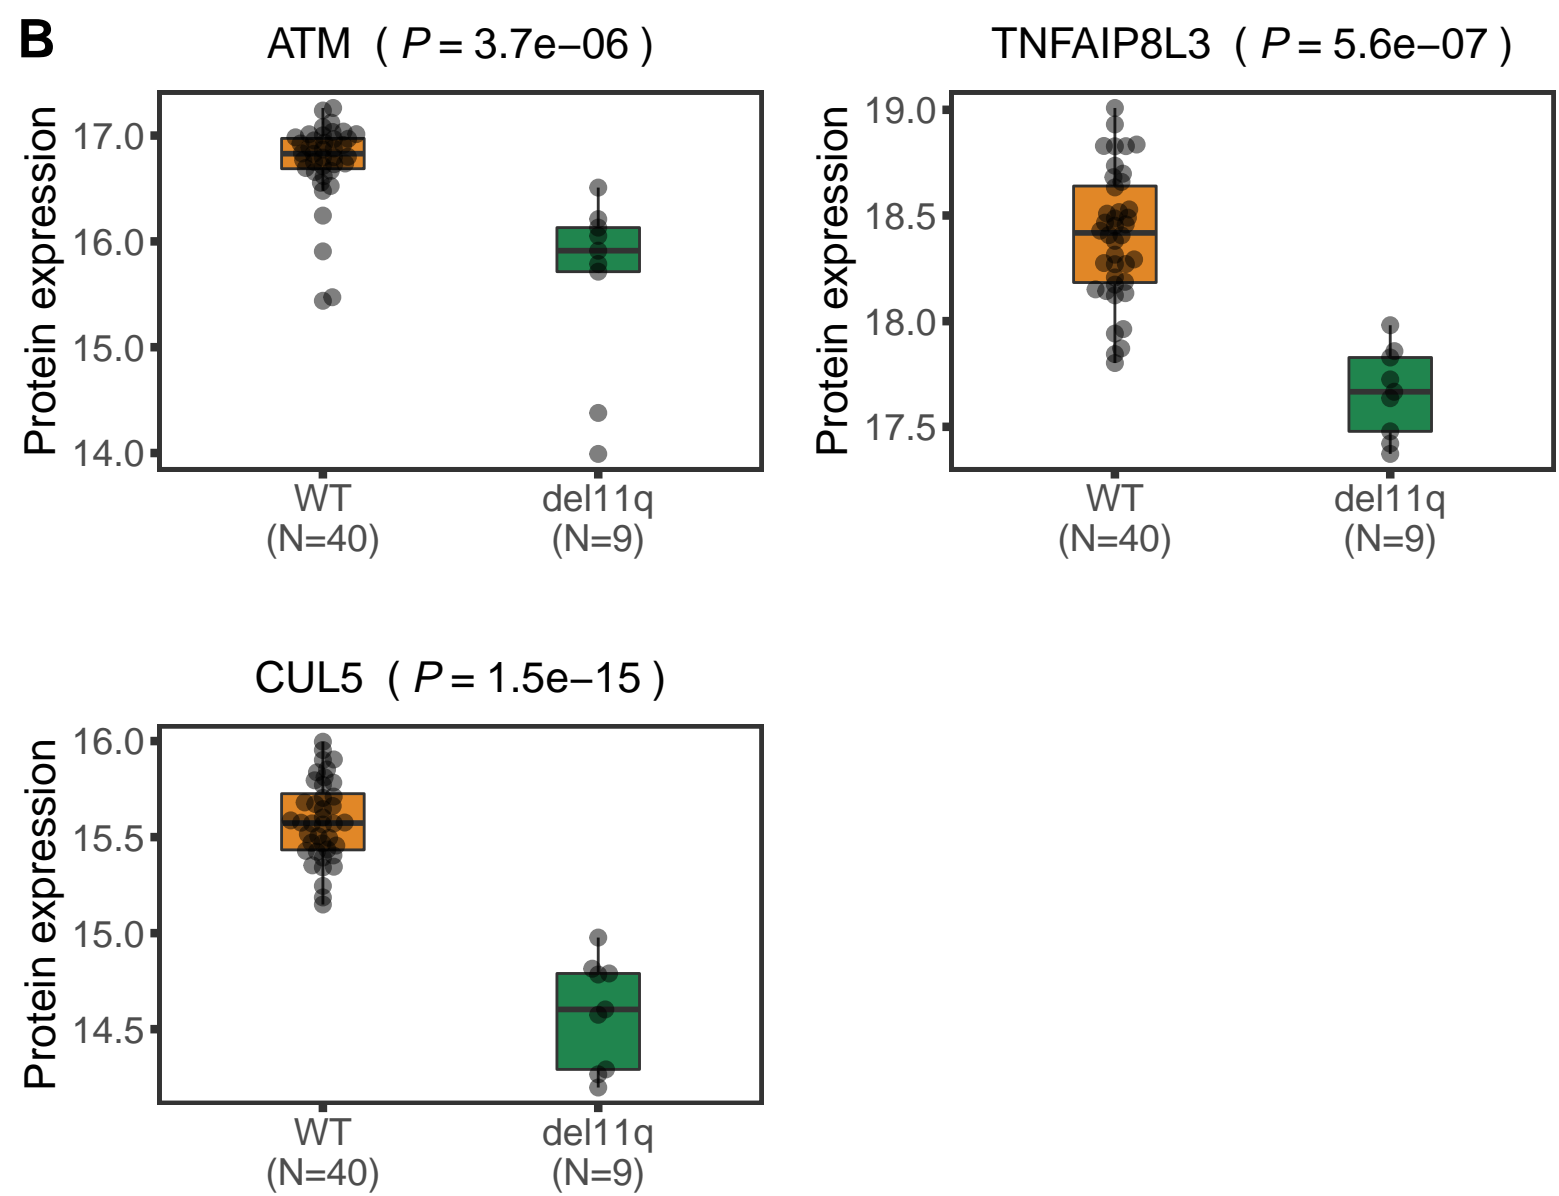 B
ATM ( P = 3.7e−06 )
Protein expression
17.0
16.0
15.0
14.0
WT
(N=40)
del11q
(N=9)
TNFAIP8L3 ( P = 5.6e−07 )
Protein expression
19.0
18.5
18.0
17.5
WT
(N=40)
del11q
(N=9)
CUL5 ( P = 1.5e−15 )
Protein expression
16.0
15.5
15.0
14.5
WT
(N=40)
del11q
(N=9)